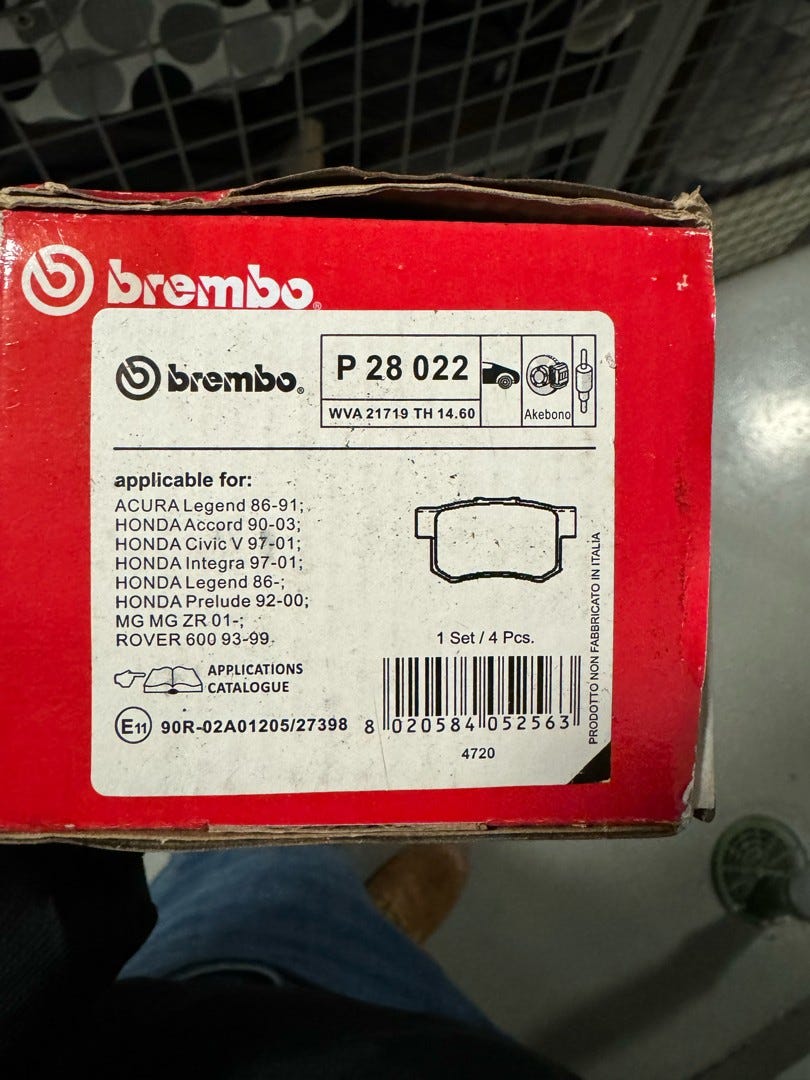 brembo®
brembo®
P 28 022
WVA 21719 TH 14.60
Akebono
applicable for:
ACURA Legend 86-91;
HONDA Accord 90-03;
HONDA Civic V 97-01;
HONDA Integra 97-01;
HONDA Legend 86-;
HONDA Prelude 92-00;
MG MG ZR 01-;
ROVER 600 93-99.
1 Set / 4 Pcs.
APPLICATIONS
CATALOGUE
E11 90R-02A01205/27398
8 020584 052563
4720
PRODOTTO NON FABBRICATO IN ITALIA